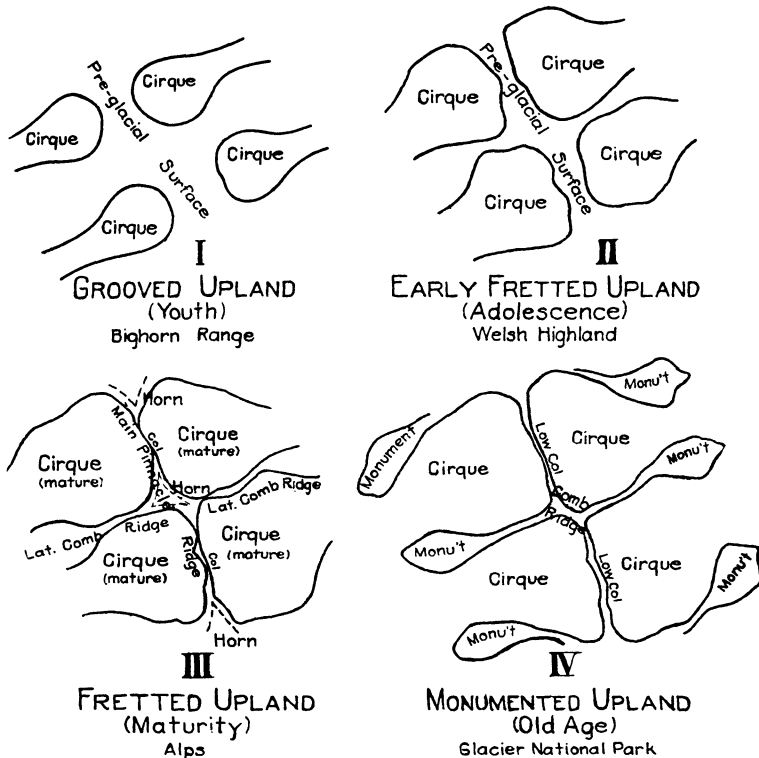 Pre-glacial
Surface
Cirque
Cirque
Cirque
Cirque
I
GROOVED UPLAND
(Youth)
Bighorn Range
Pre-glacial
Surface
Cirque
Cirque
Cirque
Cirque
II
EARLY FRETTED UPLAND
(Adolescence)
Welsh Highland
Horn
Main Pinnacled
Col
Cirque
(mature)
Cirque
(mature)
Horn
Lat. Comb Ridge
Lat. Comb Ridge
Cirque
(mature)
Ridge
Col
Cirque
(mature)
Horn
III
FRETTED UPLAND
(Maturity)
Alps
Monu't
Monument
Low Col
Cirque
Cirque
Monu't
Comb
Ridge
Monu't
Low Col
Cirque
Cirque
Monu't
Monu't
IV
MONUMENTED UPLAND
(Old Age)
Glacier National Park